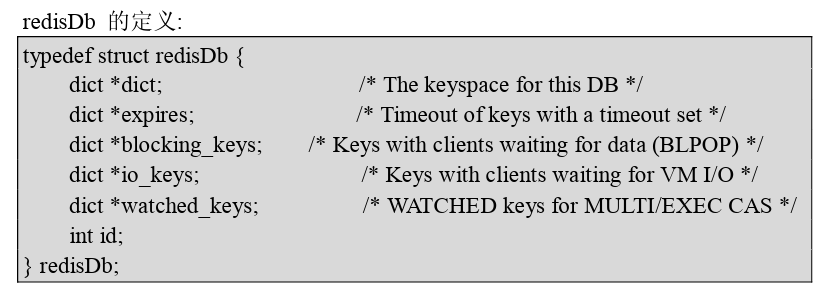 redisDb 的定义:
typedef struct redisDb {
dict *dict; /* The keyspace for this DB */
dict *expires; /* Timeout of keys with a timeout set */
dict *blocking_keys; /* Keys with clients waiting for data (BLPOP) */
dict *io_keys; /* Keys with clients waiting for VM I/O */
dict *watched_keys; /* WATCHED keys for MULTI/EXEC CAS */
int id;
} redisDb;